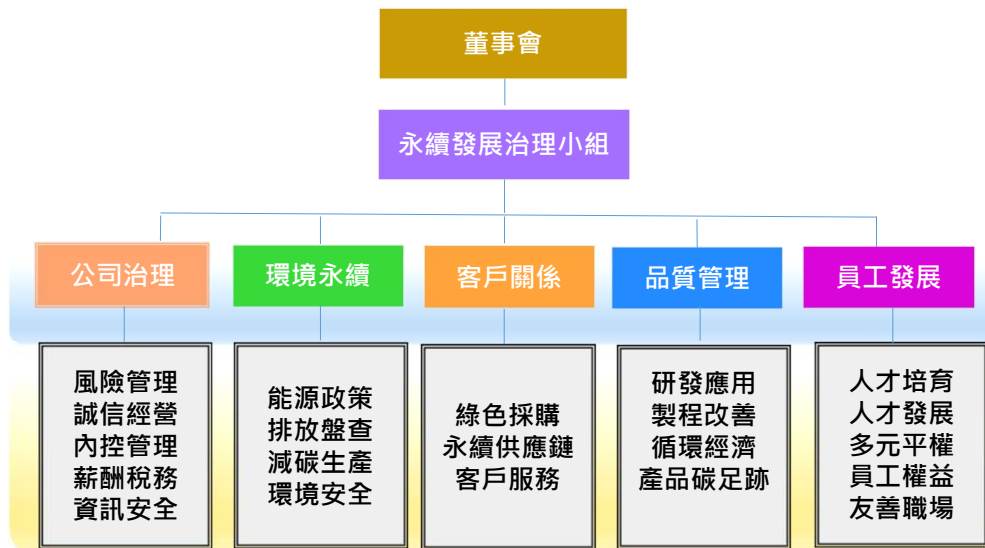 董事會
永續發展治理小組
公司治理
環境永續
客戶關係
品質管理
員工發展
風險管理
誠信經營
內控管理
薪酬稅務
資訊安全
能源政策
排放盤查
減碳生產
環境安全
綠色採購
永續供應鏈
客戶服務
研發應用
製程改善
循環經濟
產品碳足跡
人才培育
人才發展
多元平權
員工權益
友善職場